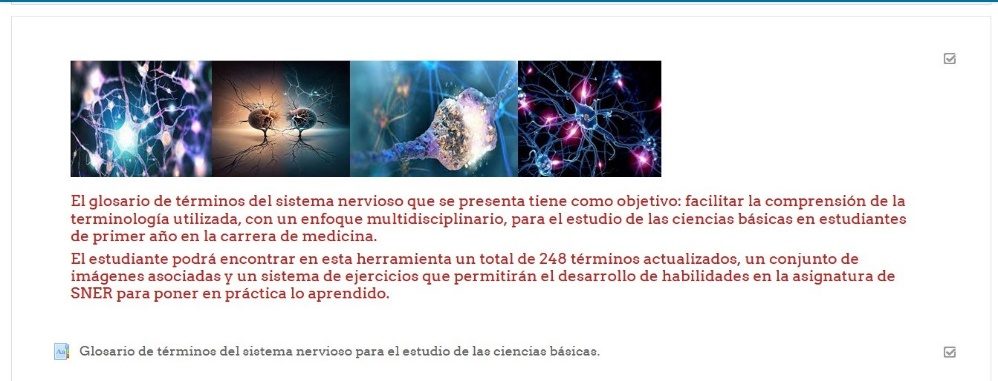 El glosario de términos del sistema nervioso que se presenta tiene como objetivo: facilitar la comprensión de la
terminología utilizada, con un enfoque multidisciplinario, para el estudio de las ciencias básicas en estudiantes
de primer año en la carrera de medicina.
El estudiante podrá encontrar en esta herramienta un total de 248 términos actualizados, un conjunto de
imágenes asociadas y un sistema de ejercicios que permitirán el desarrollo de habilidades en la asignatura de
SNER para poner en práctica lo aprendido.
Glosario de términos del sistema nervioso para el estudio de las ciencias básicas.